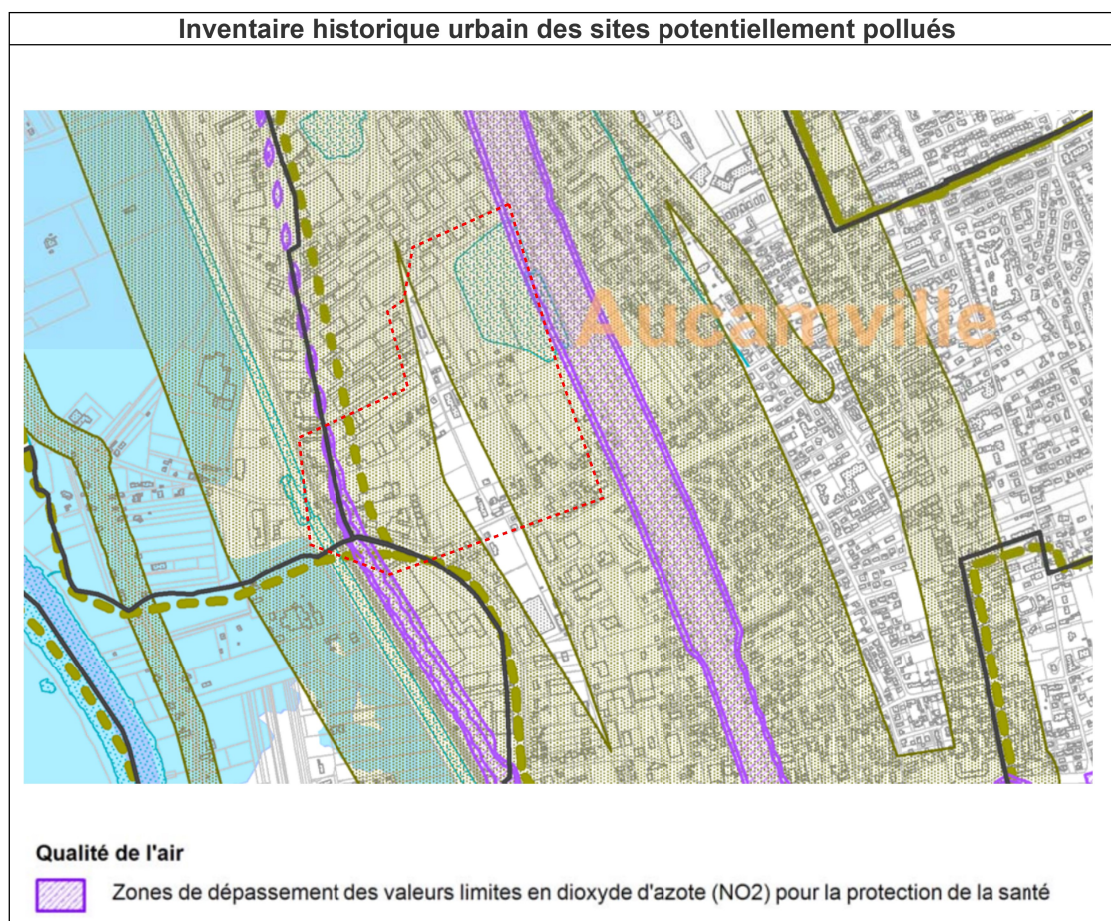 Inventaire historique urbain des sites potentiellement pollués
Aucamville
Qualité de l'air
Zones de dépassement des valeurs limites en dioxyde d'azote (NO2) pour la protection de la santé